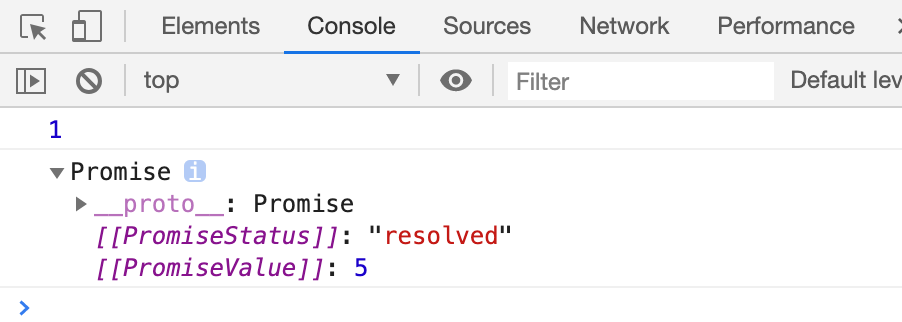 Elements Console Sources Network Performance
top Filter Default lev
1
▼Promise i
▶__proto__: Promise
[[PromiseStatus]]: "resolved"
[[PromiseValue]]: 5
>